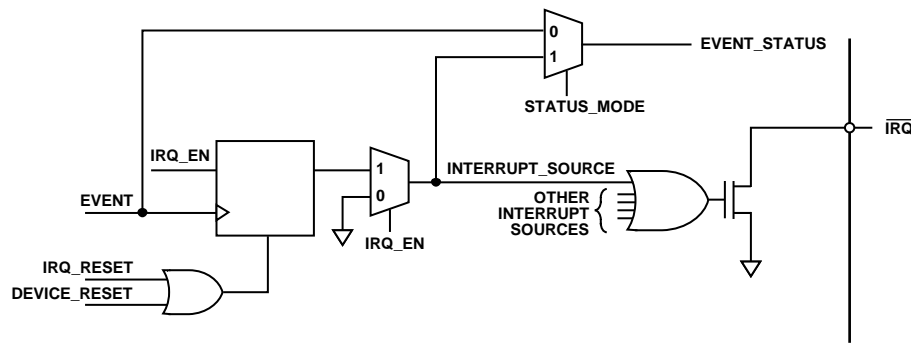 0
1
EVENT_STATUS
STATUS_MODE
IRQ
IRQ_EN
1
0
INTERRUPT_SOURCE
EVENT
OTHER
INTERRUPT
SOURCES
IRQ_EN
IRQ_RESET
DEVICE_RESET